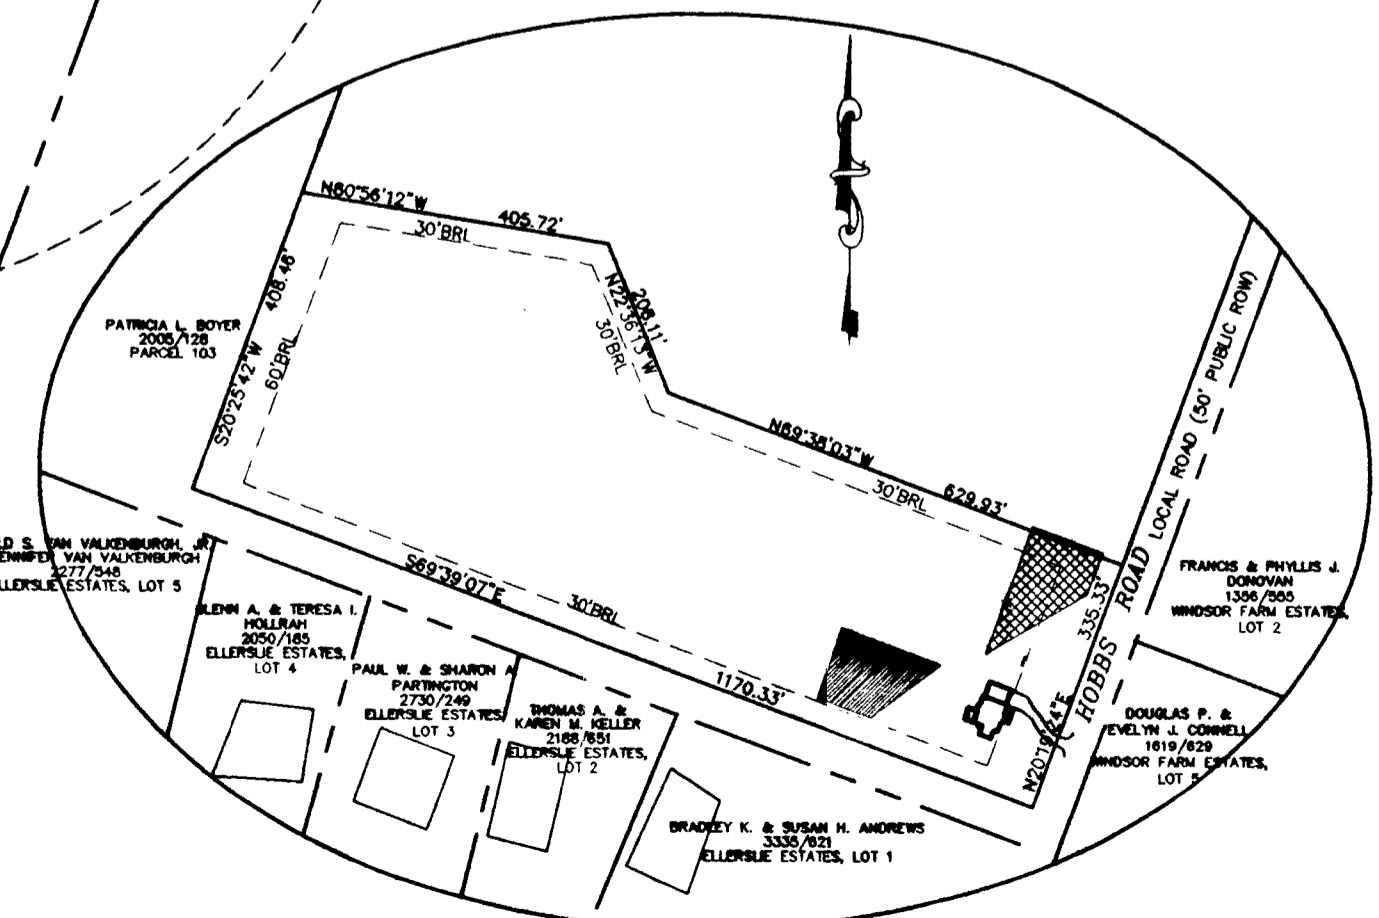 N80°56'12"W 405.72'
30'BRL
408.46'
S20°25'42"W
60'BRL
206.11'
N22°36'13"W
30'BRL
N69°38'03"W 629.93'
30'BRL
335.33'
N20°19'24"E
S69°39'07"E 1170.33'
30'BRL
HOBBS ROAD LOCAL ROAD (50' PUBLIC ROW)
PATRICIA L. BOYER
2005/128
PARCEL 103
S. VAN VALKENBURGH, JR
VAN VALKENBURGH
2277/548
ESTATES, LOT 5
GLENN A. & TERESA I.
HOLLRAH
2050/185
ELLERSLIE ESTATES,
LOT 4
PAUL W. & SHARON A
PARTINGTON
2730/249
ELLERSLIE ESTATES,
LOT 3
THOMAS A. &
KAREN M. KELLER
2188/651
ELLERSLIE ESTATES,
LOT 2
BRADLEY K. & SUSAN H. ANDREWS
3335/621
ELLERSLIE ESTATES, LOT 1
FRANCIS & PHYLLIS J.
DONOVAN
1386/565
WINDSOR FARM ESTATES,
LOT 2
DOUGLAS P. &
EVELYN J. CONNELL
1619/629
WINDSOR FARM ESTATES,
LOT 5